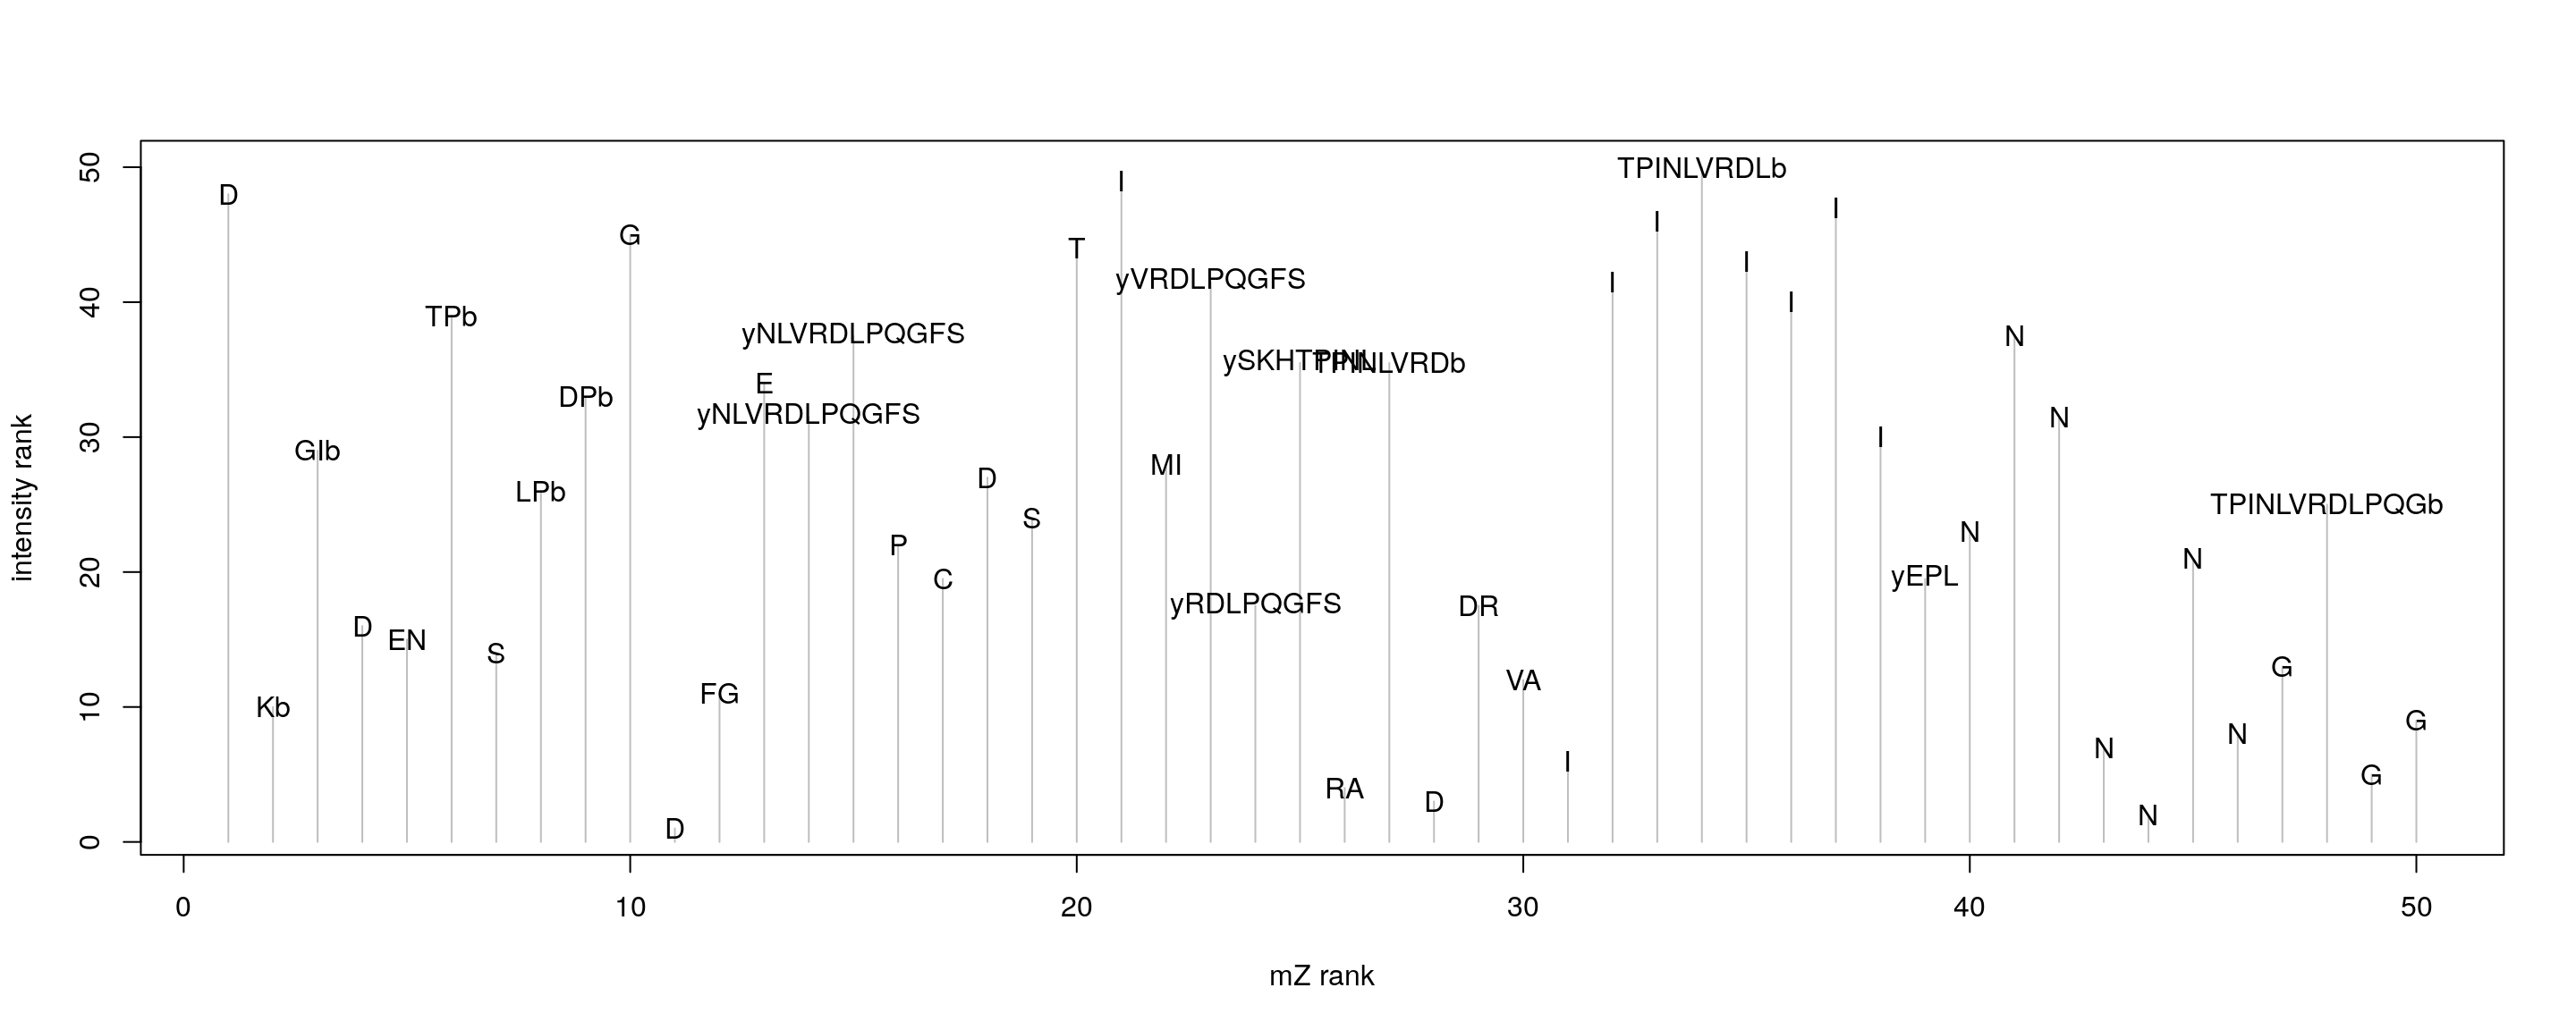 50
40
30
20
10
0
intensity rank
D
Kb
GIb
D
EN
TPb
S
LPb
DPb
G
D
FG
E
yNLVRDLPQGFS
yNLVRDLPQGFS
P
C
D
S
T
I
MI
yVRDLPQGFS
yRDLPQGFS
ySKHTPINL
RA
TPINLVRDb
D
DR
VA
I
I
I
TPINLVRDLb
I
I
I
I
yEPL
N
N
N
N
N
N
N
G
TPINLVRDLPQGb
G
G
0
10
20
30
40
50
mZ rank